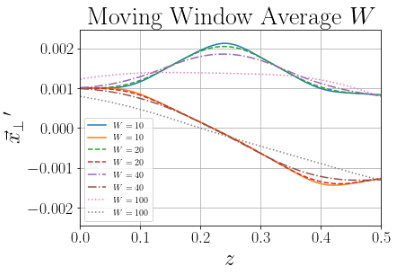 Moving Window Average W
0.002
0.001
0.000
−0.001
−0.002
x⃗⊥′
W = 10
W = 10
W = 20
W = 20
W = 40
W = 40
W = 100
W = 100
0.0 0.1 0.2 0.3 0.4 0.5
z